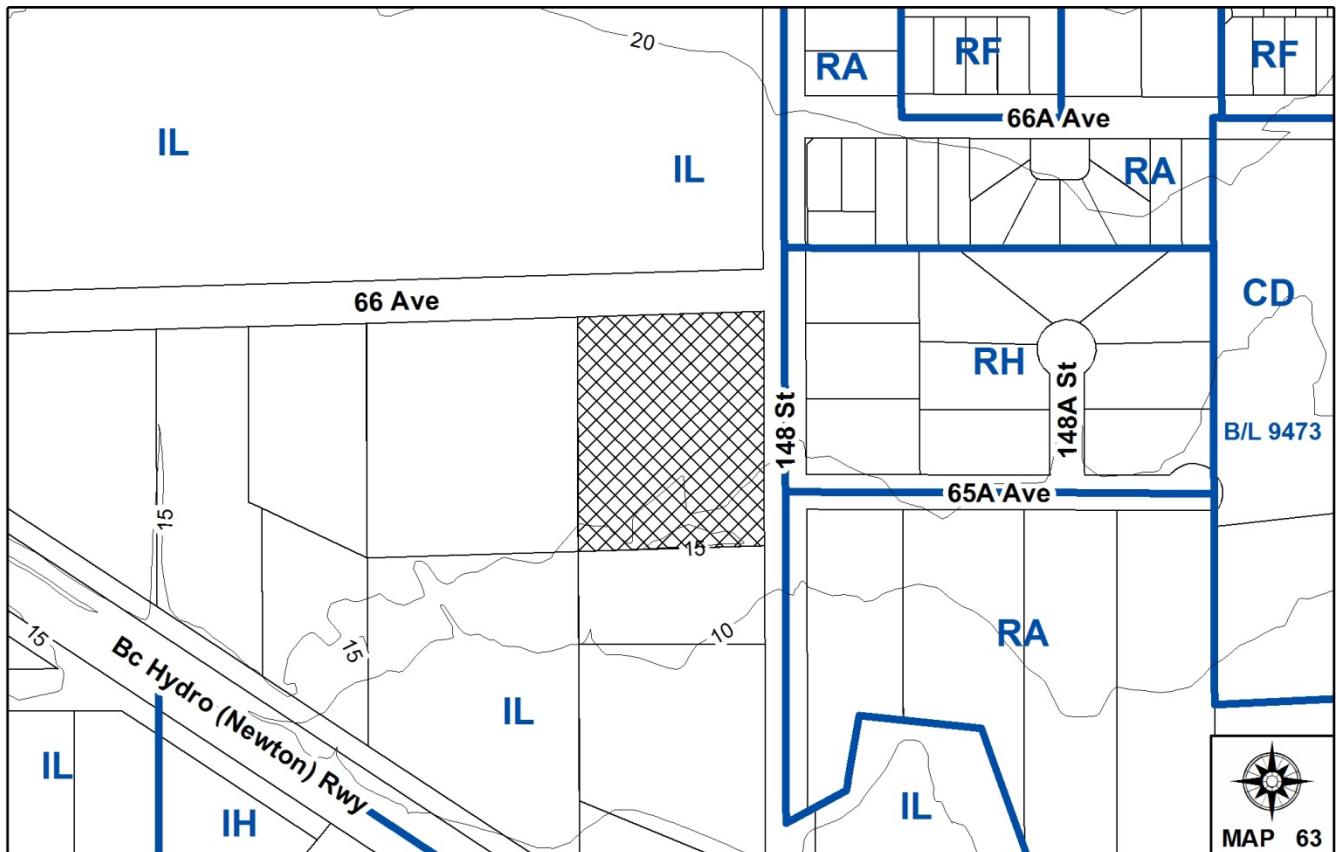 20
RA
RF
RF
66A Ave
IL
IL
RA
CD
66 Ave
RH
148 St
148A St
B/L 9473
65A Ave
15
15
10
15
15
RA
Bc Hydro (Newton) Rwy
IL
IL
IH
IL
MAP 63